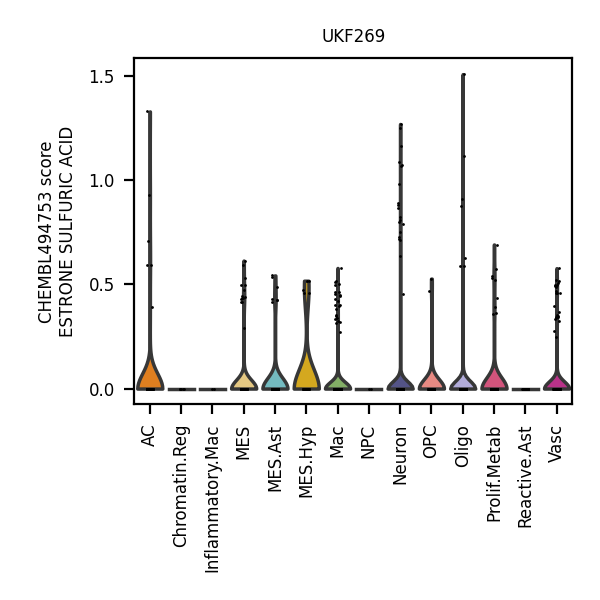 UKF269
CHEMBL494753 score
ESTRONE SULFURIC ACID
1.5
1.0
0.5
0.0
AC
Chromatin.Reg
Inflammatory.Mac
MES
MES.Ast
MES.Hyp
Mac
NPC
Neuron
OPC
Oligo
Prolif.Metab
Reactive.Ast
Vasc